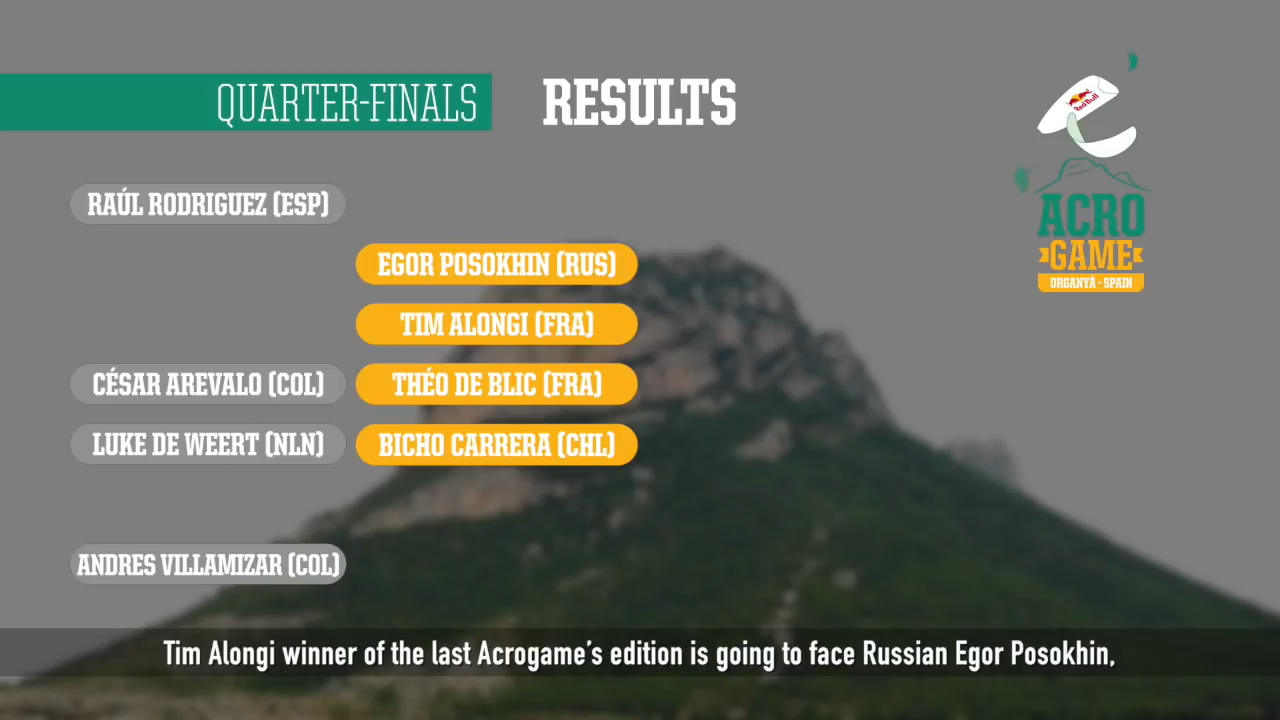 QUARTER-FINALS RESULTS
Red Bull
ACRO
GAME
ORGANYÀ - SPAIN
RAÚL RODRIGUEZ (ESP)
EGOR POSOKHIN (RUS)
TIM ALONGI (FRA)
CÉSAR AREVALO (COL)
THÉO DE BLIC (FRA)
LUKE DE WEERT (NLN)
BICHO CARRERA (CHL)
ANDRES VILLAMIZAR (COL)
Tim Alongi winner of the last Acrogame's edition is going to face Russian Egor Posokhin,